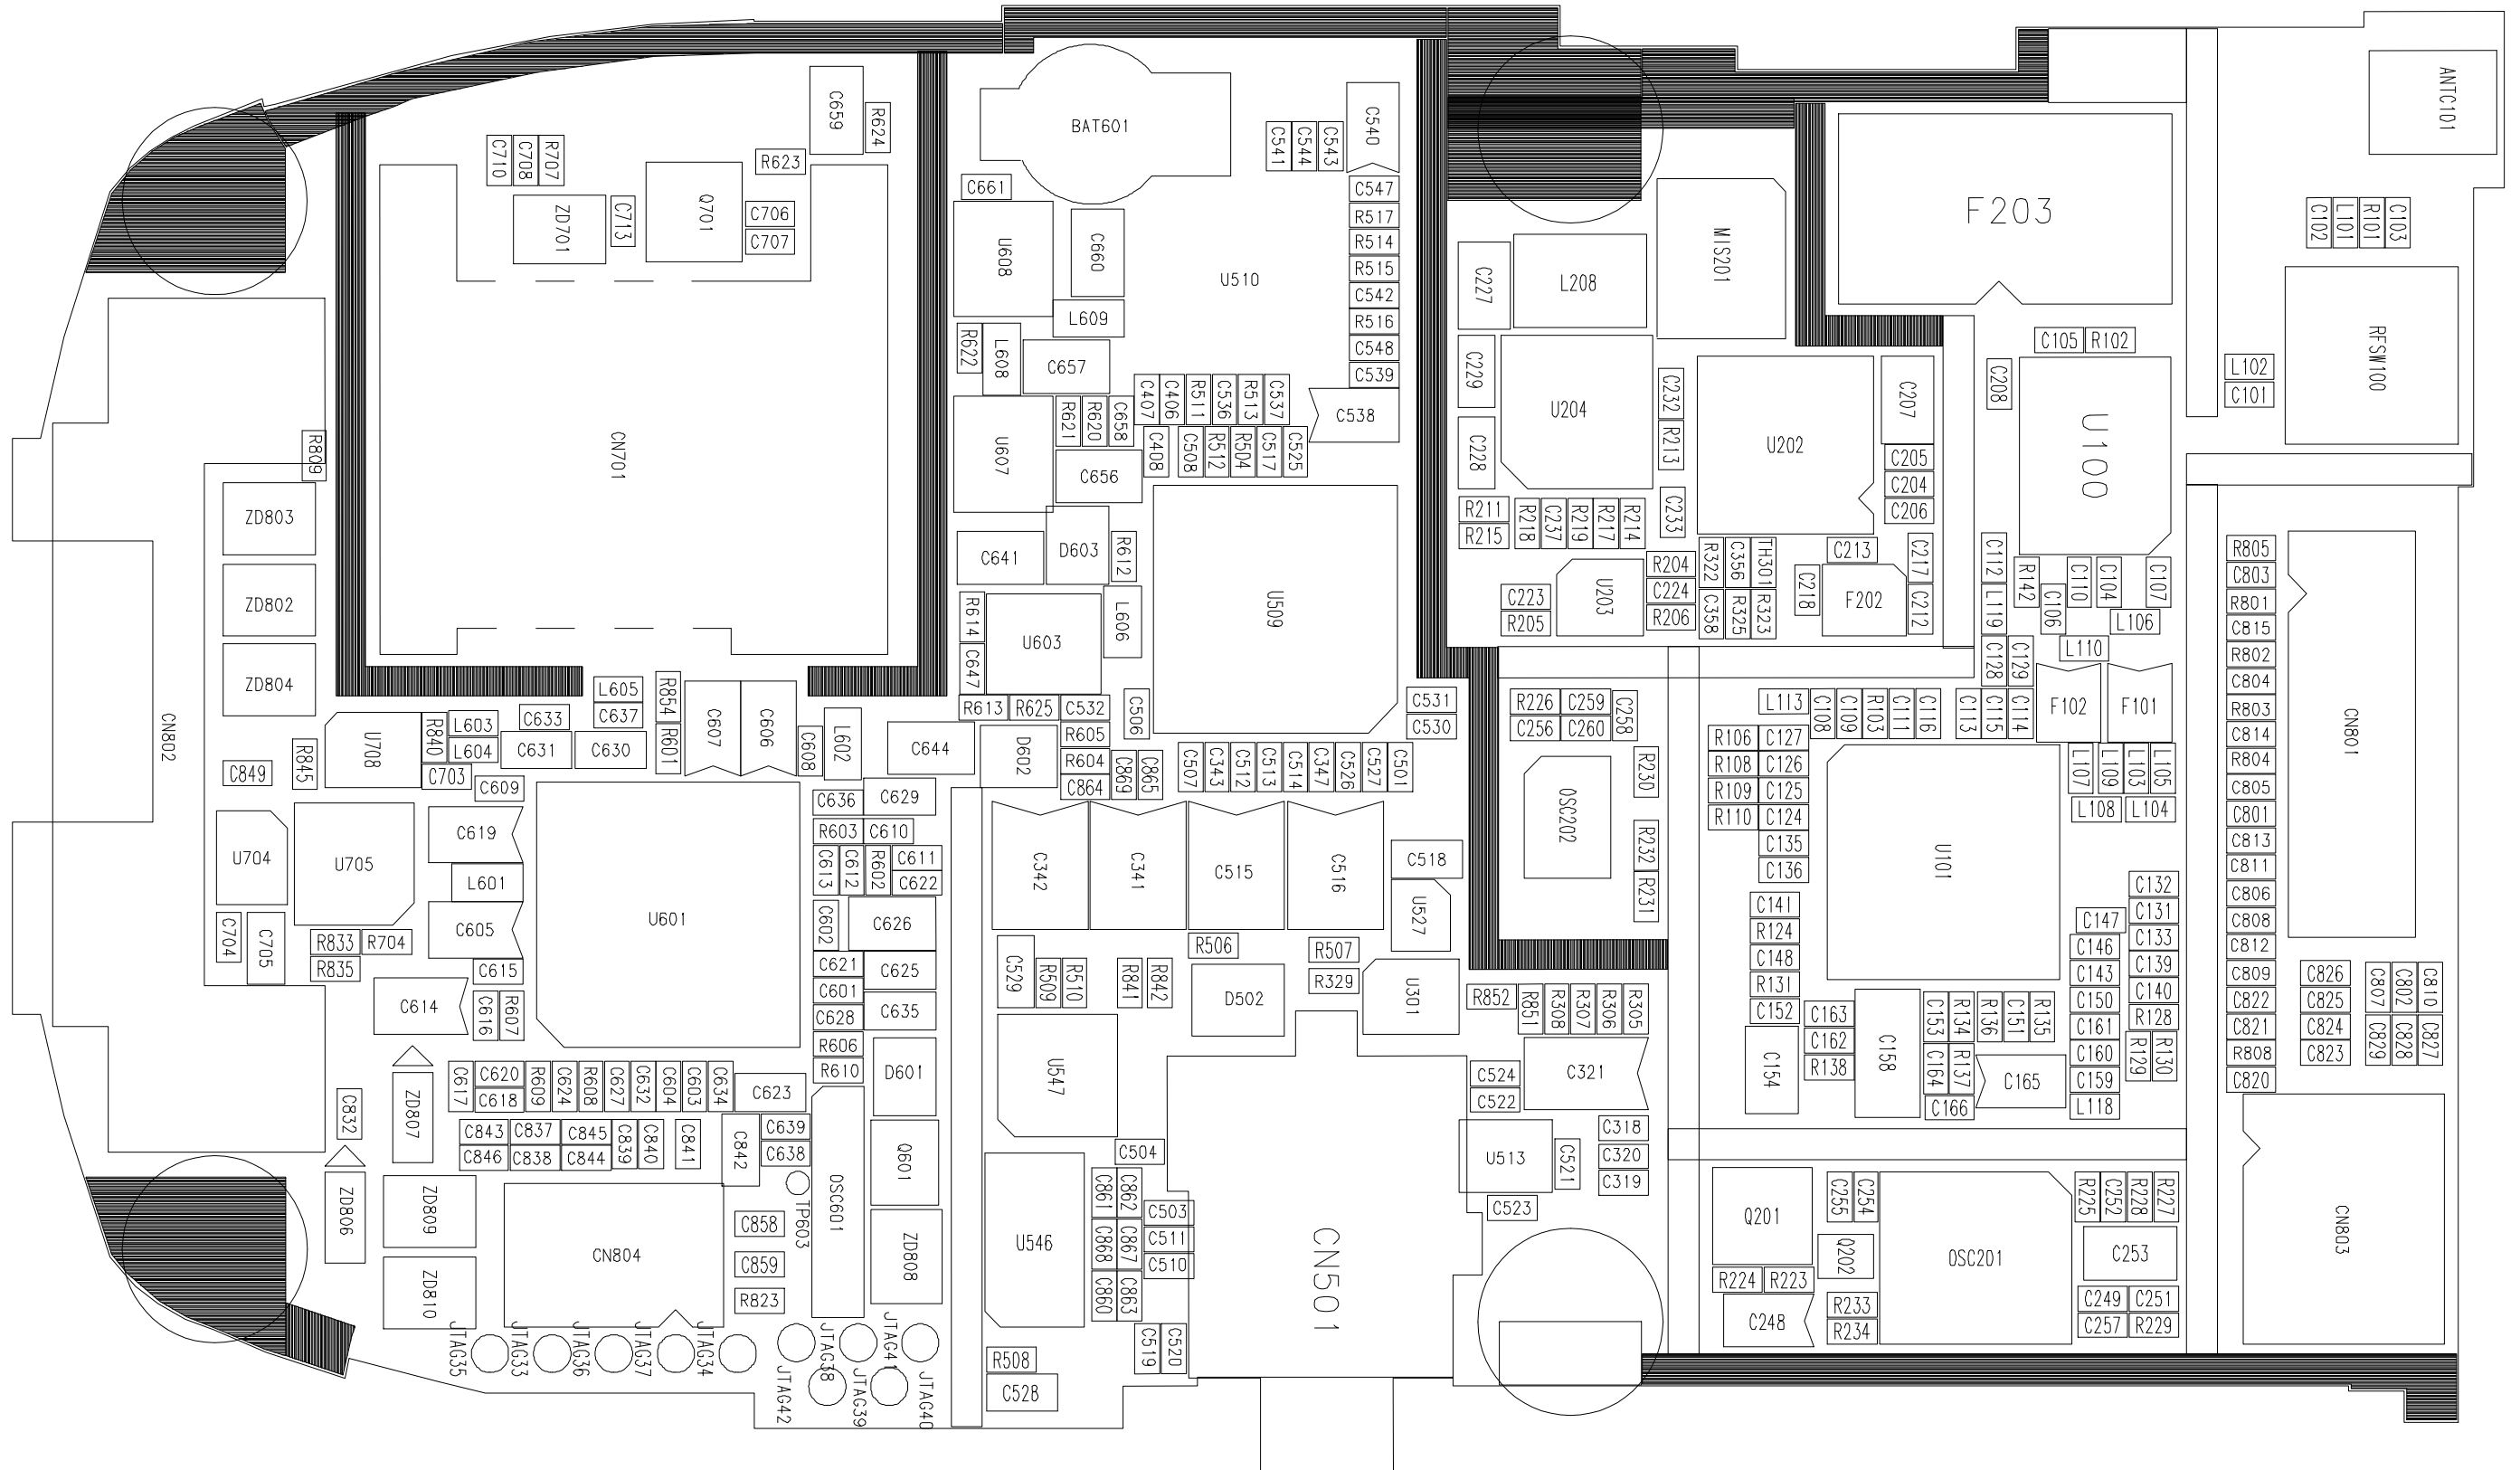 ANTC101
BAT601
C659
R624
C540
C541
C544
C543
C710
C708
R707
R623
C661
C547
F203
C102
L101
R101
C103
ZD701
C713
Q701
C706
C707
U608
C660
U510
R517
R514
R515
C542
R516
C548
C539
C227
L208
MIS201
L609
R622
L608
C657
C229
U204
C232
R213
U202
C207
C208
C105
R102
L102
C101
RFSW100
U100
R809
CN701
U607
R621
R620
C658
C407
C406
R511
C536
R513
C537
C538
C408
C508
R512
R504
C517
C525
C656
C228
C205
C204
C206
ZD803
R211
R215
R218
C237
R219
R217
R214
C233
C641
D603
R612
R322
C356
TH301
C213
C217
C112
R142
C106
C110
C104
C107
R805
ZD802
R614
C647
U603
L606
U509
C223
R205
U203
R204
C224
R206
C358
R325
R323
C218
F202
C212
L119
L106
C803
R801
C815
ZD804
L110
C128
C129
R802
C804
CN802
L605
C637
R854
R601
C607
C606
R613
R625
C532
C506
C531
C530
R226
C259
C258
C256
C260
L113
C108
C109
R103
C111
C116
C113
C115
C114
F102
F101
R803
C814
CN801
U708
R840
L603
L604
C633
C631
C630
C608
L602
C644
D602
R605
R604
C864
C869
C865
C507
C343
C512
C513
C514
C347
C526
C527
C501
R106
C127
R108
C126
R109
C125
R110
C124
C135
C136
L107
L109
L103
L105
L108
L104
R804
C805
C801
C849
R845
C703
C609
C636
C629
OSC202
R230
R232
R231
U704
U705
C619
L601
C605
U601
R603
C610
C613
C612
R602
C611
C622
C342
C341
C515
C516
C518
U527
U101
C132
C131
C133
C139
C140
R128
C813
C811
C806
C808
C812
C704
C705
R833
R704
R835
C602
C626
R506
R507
C141
R124
C148
R131
C152
C147
C146
C143
C150
C161
C160
C159
L118
C615
C621
C625
C601
C635
C628
C529
R509
R510
R841
R842
D502
R329
U301
R852
R851
R308
R307
R306
R305
C163
C162
R138
C158
C153
R134
R136
C151
R135
C164
R137
C165
C166
R129
R130
C809
C822
C821
R808
C820
C826
C825
C824
C823
C807
C802
C810
C829
C828
C827
C614
C616
R607
R606
R610
D601
U547
C524
C522
C321
C154
ZD807
C832
C617
C620
C618
R609
C624
R608
C627
C632
C604
C603
C634
C623
C843
C837
C845
C846
C838
C844
C839
C840
C841
C842
C639
C638
Q601
C504
U513
C521
C318
C320
C319
C523
ZD806
ZD809
ZD810
CN804
C858
C859
R823
TP603
OSC601
ZD808
U546
C861
C862
C868
C867
C860
C863
C503
C511
C510
CN501
Q201
C255
C254
Q202
OSC201
R225
C252
R228
R227
C253
CN803
R224
R223
C248
R233
R234
C249
C251
C257
R229
C519
C520
R508
C528
JTAG35
JTAG33
JTAG36
JTAG37
JTAG34
JTAG38
JTAG41
JTAG42
JTAG39
JTAG40